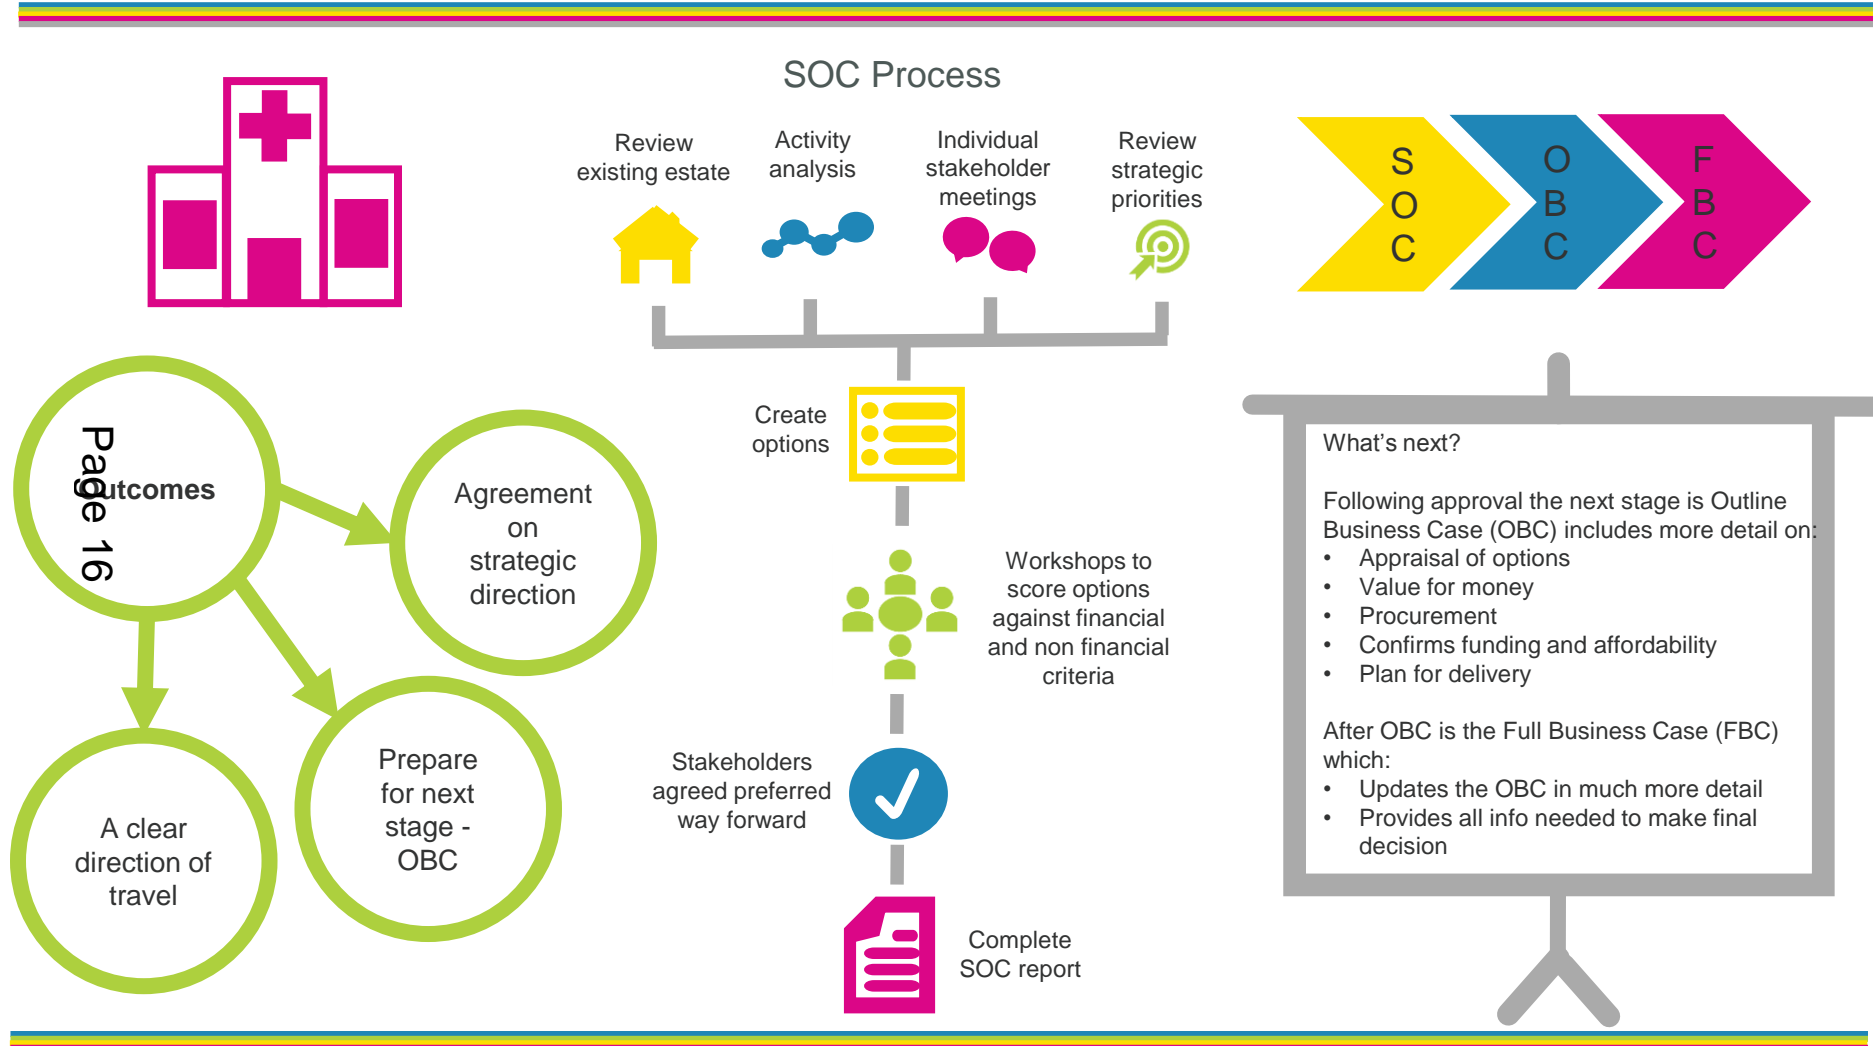 SOC Process
Review
existing estate
Activity
analysis
Individual
stakeholder
meetings
Review
strategic
priorities
S
O
C
O
B
C
F
B
C
Page 16
Outcomes
Agreement
on
strategic
direction
Prepare
for next
stage -
OBC
A clear
direction of
travel
Create
options
Workshops to
score options
against financial
and non financial
criteria
Stakeholders
agreed preferred
way forward
Complete
SOC report
What's next?
Following approval the next stage is Outline
Business Case (OBC) includes more detail on:
• Appraisal of options
• Value for money
• Procurement
• Confirms funding and affordability
• Plan for delivery
After OBC is the Full Business Case (FBC)
which:
• Updates the OBC in much more detail
• Provides all info needed to make final
decision